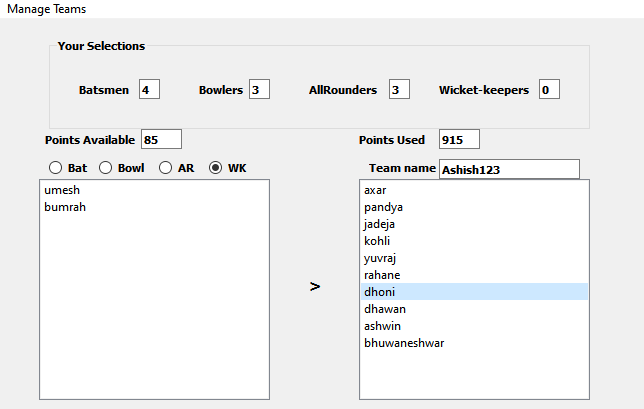 Manage Teams
Your Selections
Batsmen 4 Bowlers 3 AllRounders 3 Wicket-keepers 0
Points Available 85 Points Used 915
Bat Bowl AR WK Team name Ashish123
umesh
bumrah
>
axar
pandya
jadeja
kohli
yuvraj
rahane
dhoni
dhawan
ashwin
bhuwaneshwar